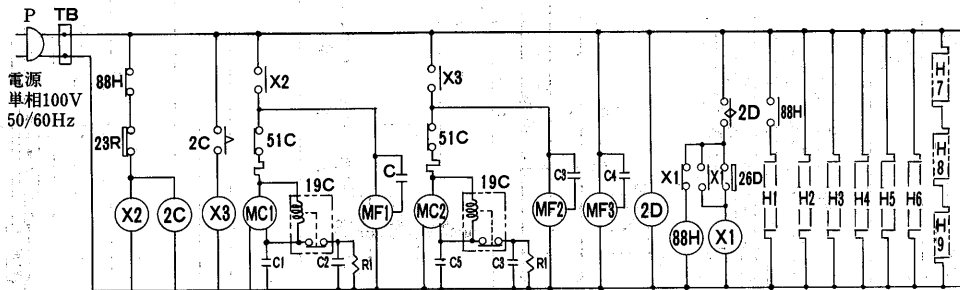 P TB
電源
単相100V
50/60Hz
88H
23R
X2
2C
2C
X3
X2
51C
MC1
19C
C1
C2
R1
MF1
C
X3
51C
MC2
19C
C5
C3
R1
MF2
C3
MF3
C4
2D
2D
X1
X1
26D
88H
X1
88H
H1
H2
H3
H4
H5
H6
H7
H8
H9